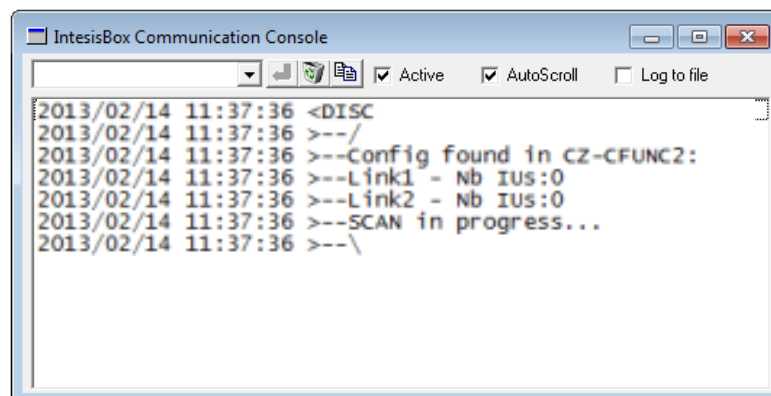 IntesisBox Communication Console
Active AutoScroll Log to file
2013/02/14 11:37:36 <DISC
2013/02/14 11:37:36 >--/
2013/02/14 11:37:36 >--Config found in CZ-CFUNC2:
2013/02/14 11:37:36 >--Link1 - Nb IUs:0
2013/02/14 11:37:36 >--Link2 - Nb IUs:0
2013/02/14 11:37:36 >--SCAN in progress...
2013/02/14 11:37:36 >--\